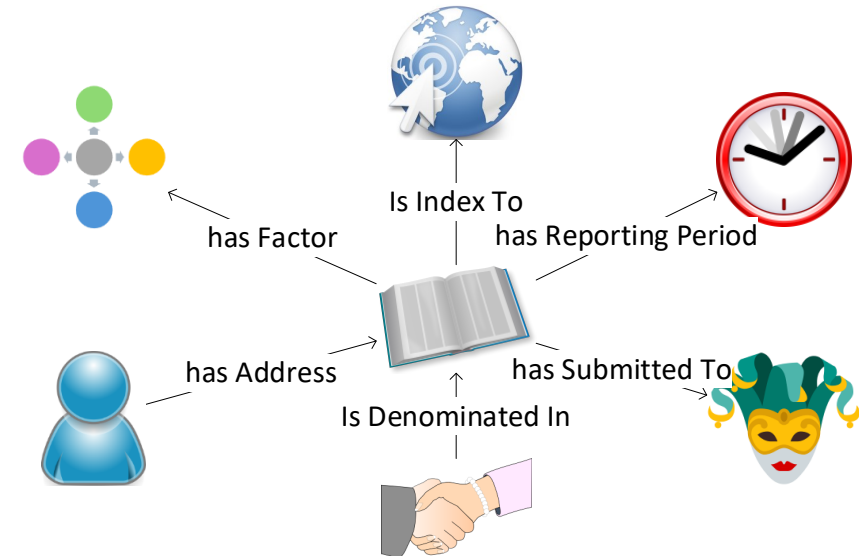 Is Index To
has Factor
has Reporting Period
has Address
has Submitted To
Is Denominated In